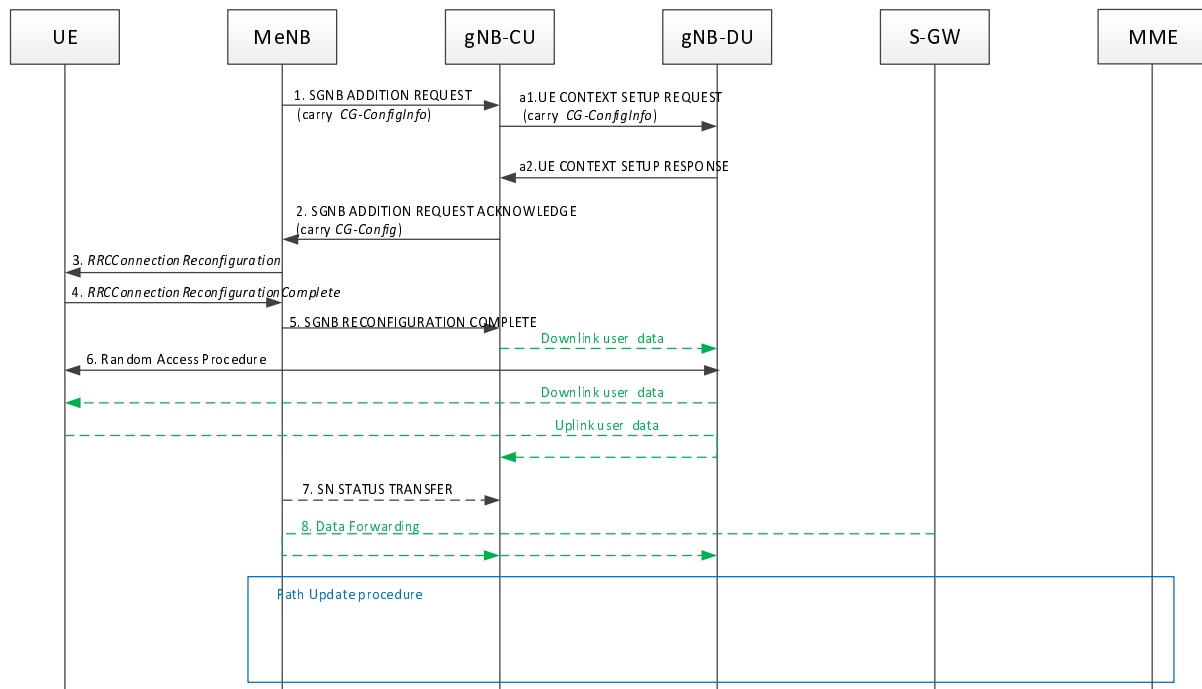 UE
MeNB
gNB-CU
gNB-DU
S-GW
MME
1. SGNB ADDITION REQUEST
(carry CG-ConfigInfo)
a1.UE CONTEXT SETUP REQUEST
(carry CG-ConfigInfo)
a2.UE CONTEXT SETUP RESPONSE
2. SGNB ADDITION REQUEST ACKNOWLEDGE
(carry CG-Config)
3. RRCConnectionReconfiguration
4. RRCConnectionReconfigurationComplete
5. SGNB RECONFIGURATION COMPLETE
Downlink user data
6. Random Access Procedure
Downlink user data
Uplink user data
7. SN STATUS TRANSFER
8. Data Forwarding
Path Update procedure